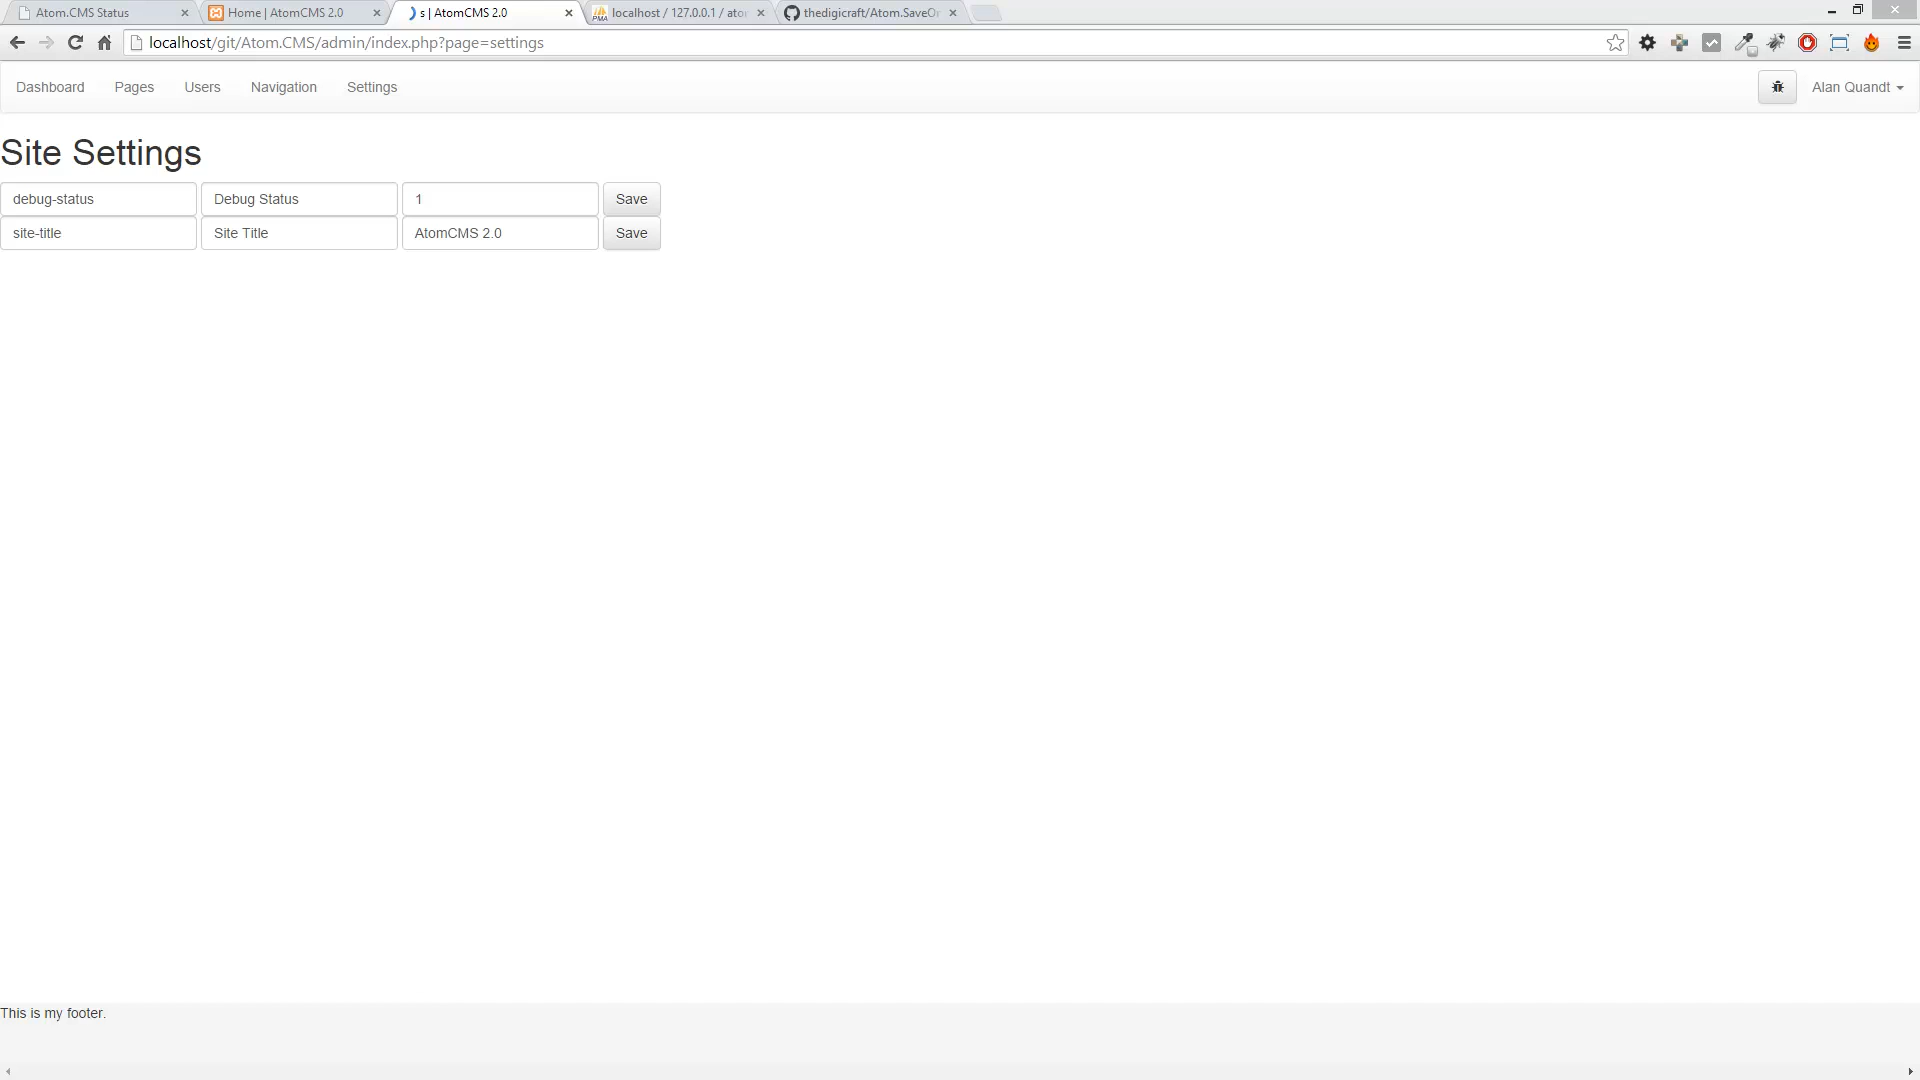 Atom.CMS Status
Home | AtomCMS 2.0
s | AtomCMS 2.0
localhost / 127.0.0.1 / ato
thedigicraft/Atom.SaveO
localhost/git/Atom.CMS/admin/index.php?page=settings
Dashboard Pages Users Navigation Settings Alan Quandt
Site Settings
debug-status Debug Status 1 Save
site-title Site Title AtomCMS 2.0 Save
This is my footer.